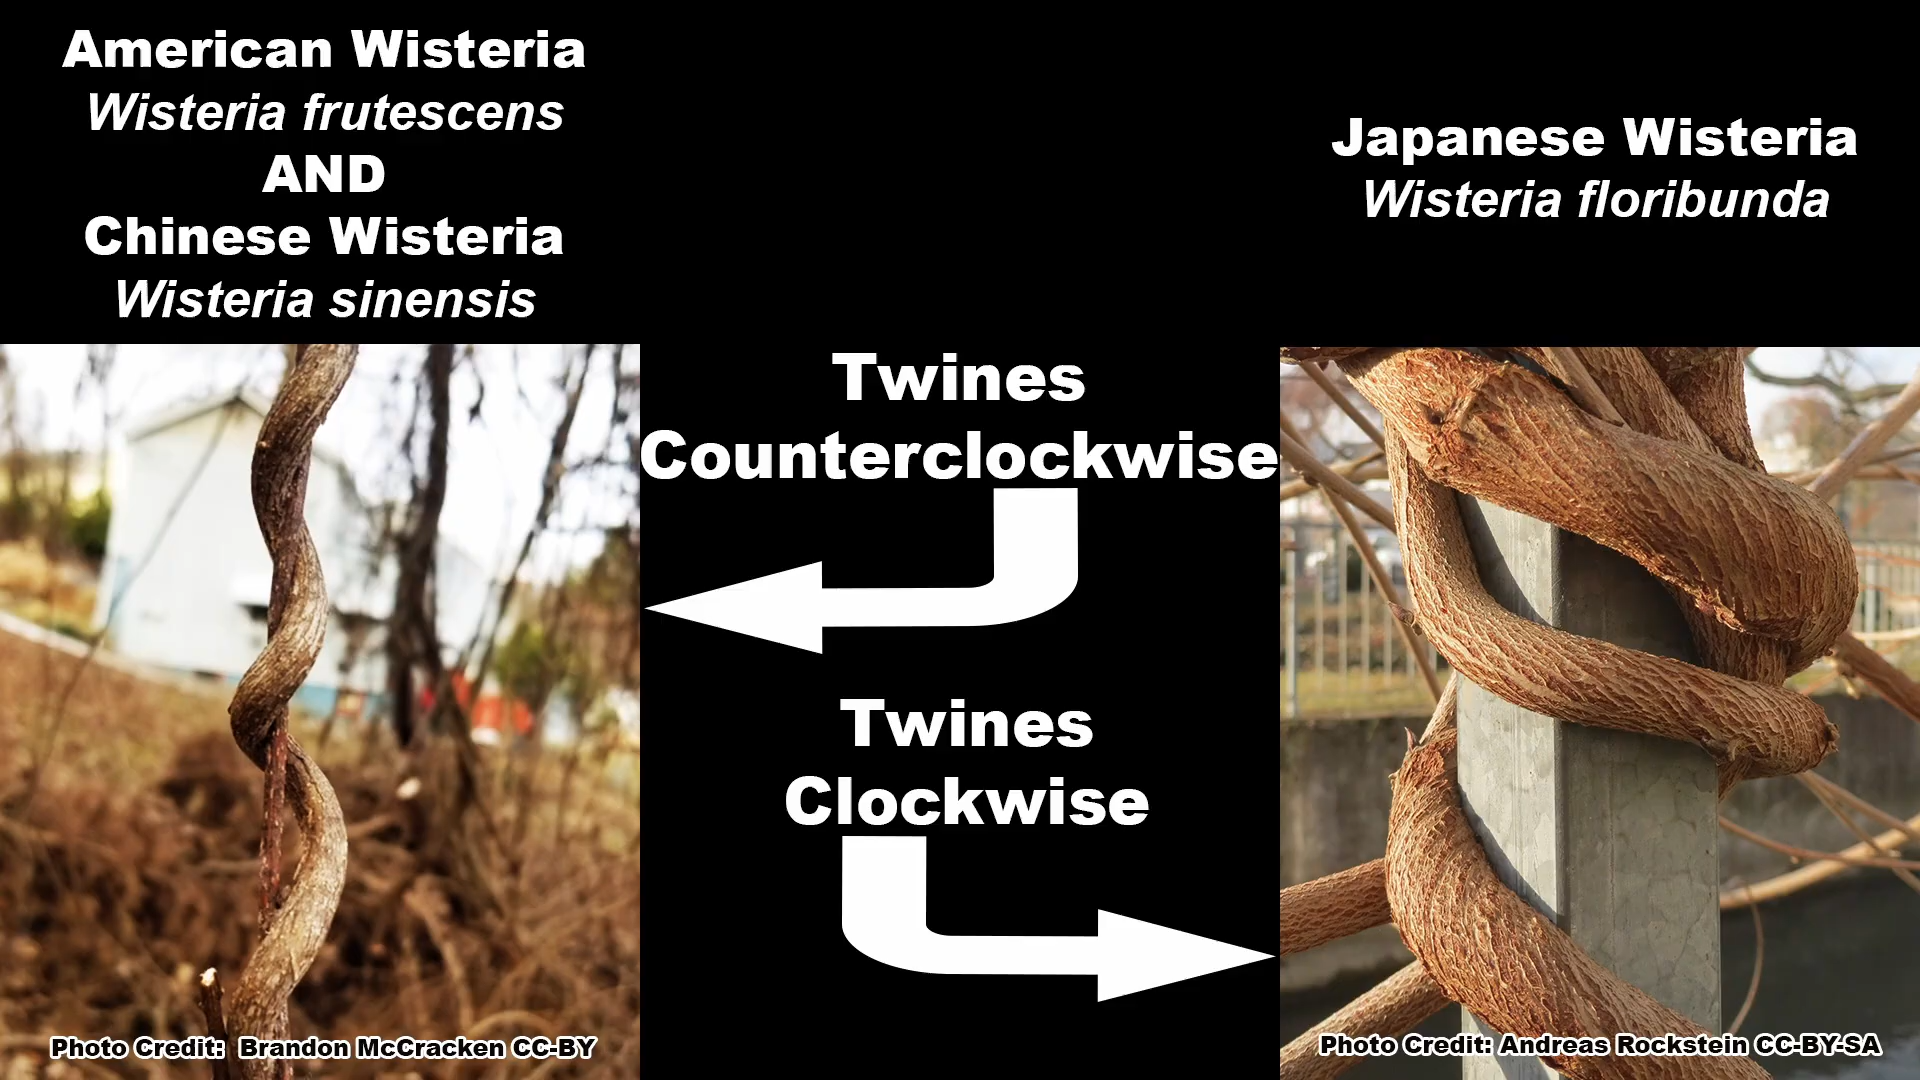 American Wisteria
Wisteria frutescens
AND
Chinese Wisteria
Wisteria sinensis
Japanese Wisteria
Wisteria floribunda
Twines
Counterclockwise
Twines
Clockwise
Photo Credit: Brandon McCracken CC-BY
Photo Credit: Andreas Rockstein CC-BY-SA